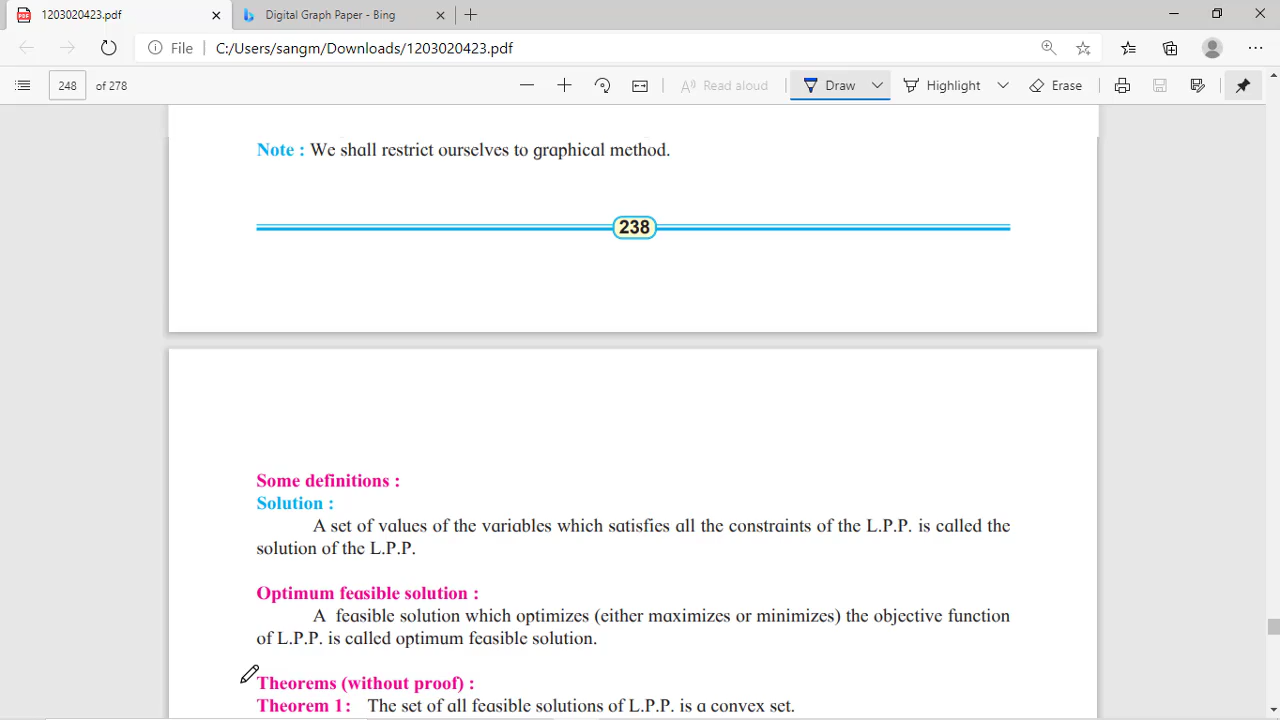 1203020423.pdf
Digital Graph Paper - Bing
File C:/Users/sangm/Downloads/1203020423.pdf
248 of 278 Read aloud Draw Highlight Erase
Note : We shall restrict ourselves to graphical method.
238
Some definitions :
Solution :
A set of values of the variables which satisfies all the constraints of the L.P.P. is called the
solution of the L.P.P.
Optimum feasible solution :
A feasible solution which optimizes (either maximizes or minimizes) the objective function
of L.P.P. is called optimum feasible solution.
Theorems (without proof) :
Theorem 1 : The set of all feasible solutions of L.P.P. is a convex set.